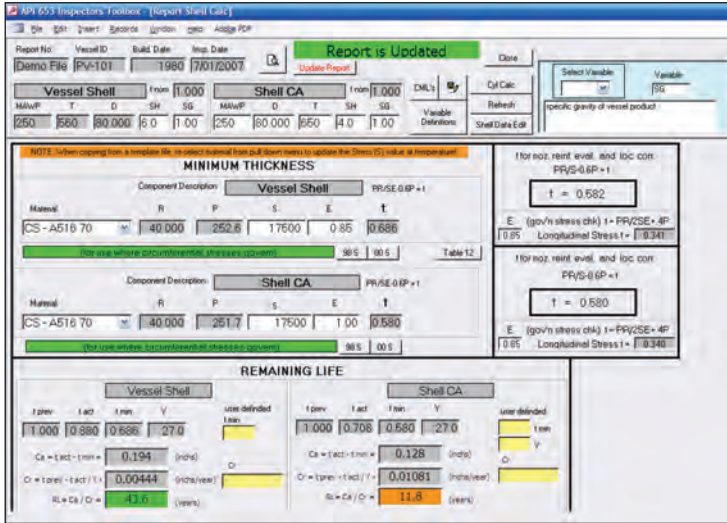 API 653 Inspectors Toolbox - [Report Shell Calc]
File Edit Insert Records Window Help Adobe PDF
Report No. Vessel ID Build. Date Insp. Date
Demo File PV-101 1980 7/01/2007
Report is Updated
Update Report
Close
Select Variable Variable
SG
specific gravity of vessel product
Vessel Shell t nom 1.000 Shell CA t nom 1.000
CML's Cyl Calc
MAWP T D SH SG MAWP T D SH SG
250 560 80.000 6.0 1.00 250 80.000 650 4.0 1.00
Variable Definitions
Refresh
Shell Data Edit
NOTE: When copying from a template file, re-select material from pull down menu to update the Stress (S) value at temperature!
MINIMUM THICKNESS
Component Description Vessel Shell PR/SE-0.6P = t
Material R P S E t
CS - A516 70 40.000 252.6 17500 0.85 0.686
(for use where circumferential stresses govern) 98 S 00 S Table 12
Component Description Shell CA PR/SE-0.6P = t
Material R P S E t
CS - A516 70 40.000 251.7 17500 1.00 0.580
(for use where circumferential stresses govern) 98 S 00 S
t for noz. reinf. eval. and loc. corr.
PR/S-0.6P = t
t = 0.582
E (gov'n stress chk) t = PR/2SE+.4P
0.85 Longitudinal Stress t = 0.341
t for noz. reinf. eval. and loc. corr.
PR/S-0.6P = t
t = 0.580
E (gov'n stress chk) t = PR/2SE+.4P
0.85 Longitudinal Stress t = 0.340
REMAINING LIFE
Vessel Shell
t prev t act t min Y user definded
1.000 0.880 0.686 27.0 t min
Ca = t act - t min = 0.194 (inchs)
Cr
Cr = t prev - t act / Y = 0.00444 (inchs/year)
RL = Ca / Cr = 43.6 (years)
Shell CA
t prev t act t min Y user definded
1.000 0.708 0.580 27.0 t min
Y
Ca = t act - t min = 0.128 (inchs)
Cr
Cr = t prev - t act / Y = 0.01081 (inchs/year)
RL = Ca / Cr = 11.8 (years)